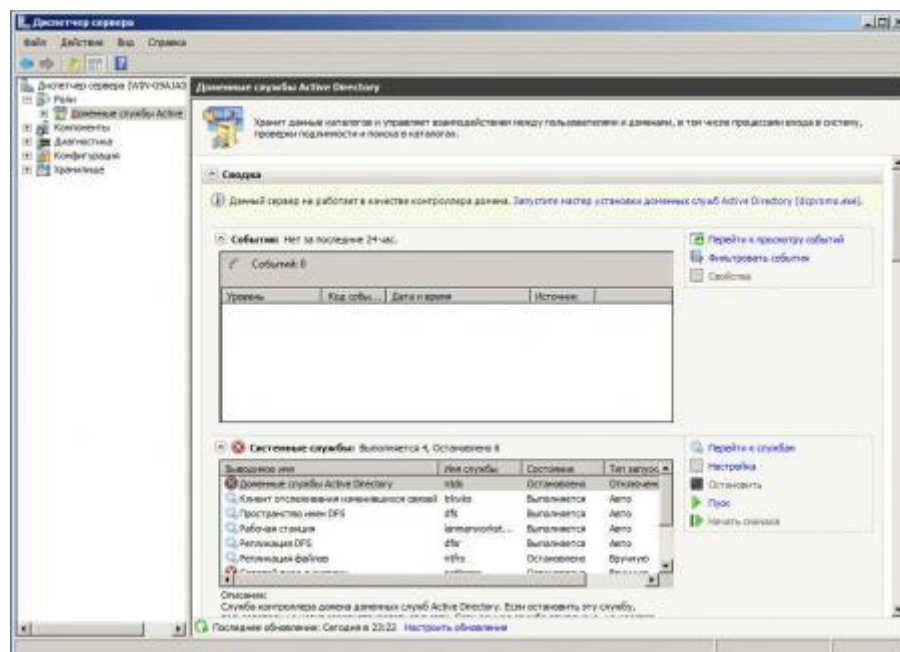 Диспетчер сервера
Файл Действие Вид Справка
Диспетчер сервера (WIN-09AJAO
Роли
Доменные службы Active
Компоненты
Диагностика
Конфигурация
Хранилище
Доменные службы Active Directory
Хранит данные каталогов и управляет взаимодействием между пользователями и доменами, в том числе процессами входа в систему,
проверки подлинности и поиска в каталогах.
Сводка
Данный сервер не работает в качестве контроллера домена. Запустите мастер установки доменных служб Active Directory (dcpromo.exe).
События: Нет за последние 24 час.
Событий: 0
Уровень Код собы... Дата и время Источник
Перейти к просмотру событий
Фильтровать события
Свойства
Системные службы: Выполняется 4, Остановлено 6
Выводимое имя Имя службы Состояние Тип запуск
Доменные службы Active Directory ntds Остановлено Отключено
Клиент отслеживания изменившихся связей trkwks Выполняется Авто
Пространство имен DFS dfs Выполняется Авто
Рабочая станция lanmanworkst... Выполняется Авто
Репликация DFS dfsr Выполняется Авто
Репликация файлов ntfrs Остановлено Вручную
Перейти к службам
Настройка
Остановить
Пуск
Начать сначала
Описание:
Служба контроллера домена доменных служб Active Directory. Если остановить эту службу,
Последнее обновление: Сегодня в 23:22 Настроить обновление